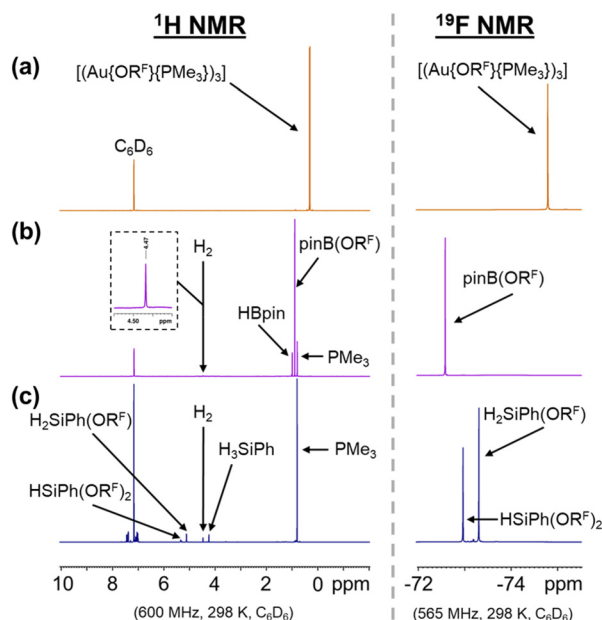 ¹H NMR
¹⁹F NMR
(a)
[(Au{ORᶠ}{PMe₃})₃]
C₆D₆
[(Au{ORᶠ}{PMe₃})₃]
(b)
4.47
4.50 ppm
H₂
pinB(ORᶠ)
HBpin
PMe₃
pinB(ORᶠ)
(c)
H₂SiPh(ORᶠ)
H₂
H₃SiPh
PMe₃
HSiPh(ORᶠ)₂
H₂SiPh(ORᶠ)
HSiPh(ORᶠ)₂
10 8 6 4 2 0 ppm
-72 -74 ppm
(600 MHz, 298 K, C₆D₆)
(565 MHz, 298 K, C₆D₆)